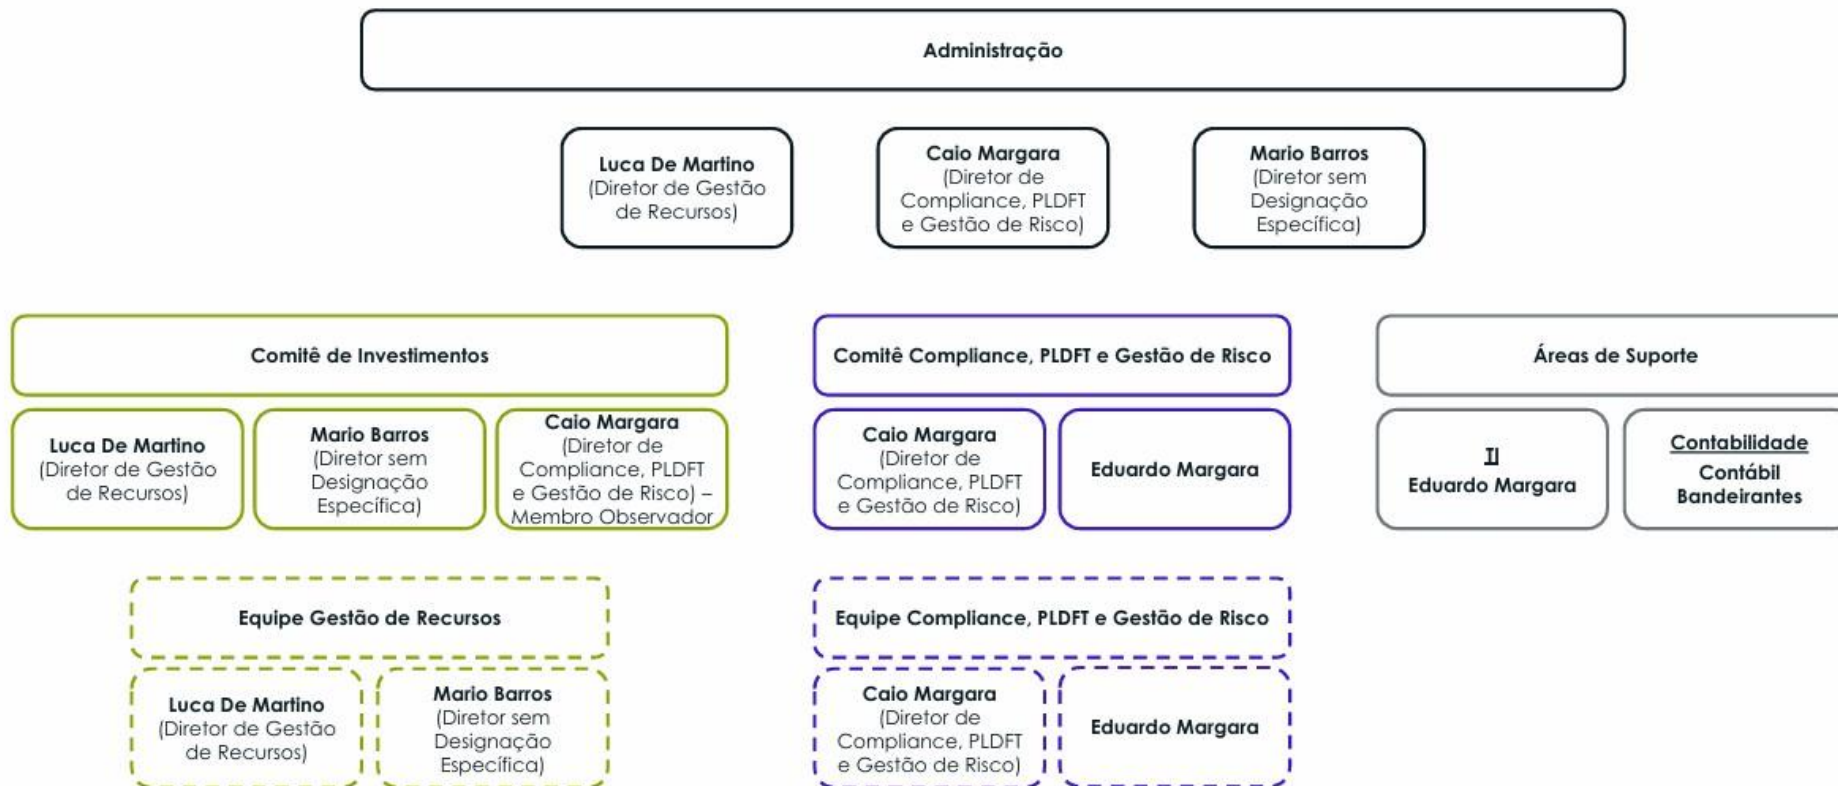 Administração
Luca De Martino
(Diretor de Gestão
de Recursos)
Caio Margara
(Diretor de
Compliance, PLDFT
e Gestão de Risco)
Mario Barros
(Diretor sem
Designação
Específica)
Comitê de Investimentos
Luca De Martino
(Diretor de Gestão
de Recursos)
Mario Barros
(Diretor sem
Designação
Específica)
Caio Margara
(Diretor de
Compliance, PLDFT
e Gestão de Risco) –
Membro Observador
Comitê Compliance, PLDFT e Gestão de Risco
Caio Margara
(Diretor de
Compliance, PLDFT
e Gestão de Risco)
Eduardo Margara
Áreas de Suporte
TI
Eduardo Margara
Contabilidade
Contábil
Bandeirantes
Equipe Gestão de Recursos
Luca De Martino
(Diretor de Gestão
de Recursos)
Mario Barros
(Diretor sem
Designação
Específica)
Equipe Compliance, PLDFT e Gestão de Risco
Caio Margara
(Diretor de
Compliance, PLDFT
e Gestão de Risco)
Eduardo Margara